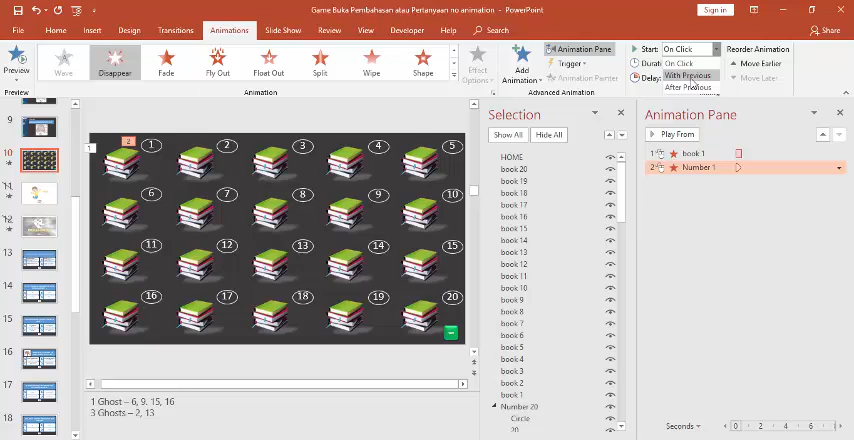 Game Buka Pembahasan atau Pertanyaan no animation - PowerPoint
Sign in
File Home Insert Design Transitions Animations Slide Show Review View Developer Help Search Share
Preview
Wave Disappear Fade Fly Out Float Out Split Wipe Shape
Effect Options
Add Animation
Animation Pane
Trigger
Animation Painter
Start: On Click
Duration
Delay:
On Click
With Previous
After Previous
Reorder Animation
Move Earlier
Move Later
Preview Animation Advanced Animation
9
10
11
12
13
14
15
16
17
18
1
2
1 2 3 4 5
6 7 8 9 10
11 12 13 14 15
16 17 18 19 20
1 Ghost – 6, 9. 15, 16
3 Ghosts – 2, 13
Selection
Show All Hide All
HOME
book 20
book 19
book 18
book 17
book 16
book 15
book 14
book 13
book 12
book 11
book 10
book 9
book 8
book 7
book 6
book 5
book 4
book 3
book 2
book 1
Number 20
Circle
20
Animation Pane
Play From
1 book 1
2 Number 1
Seconds 0 2 4 6